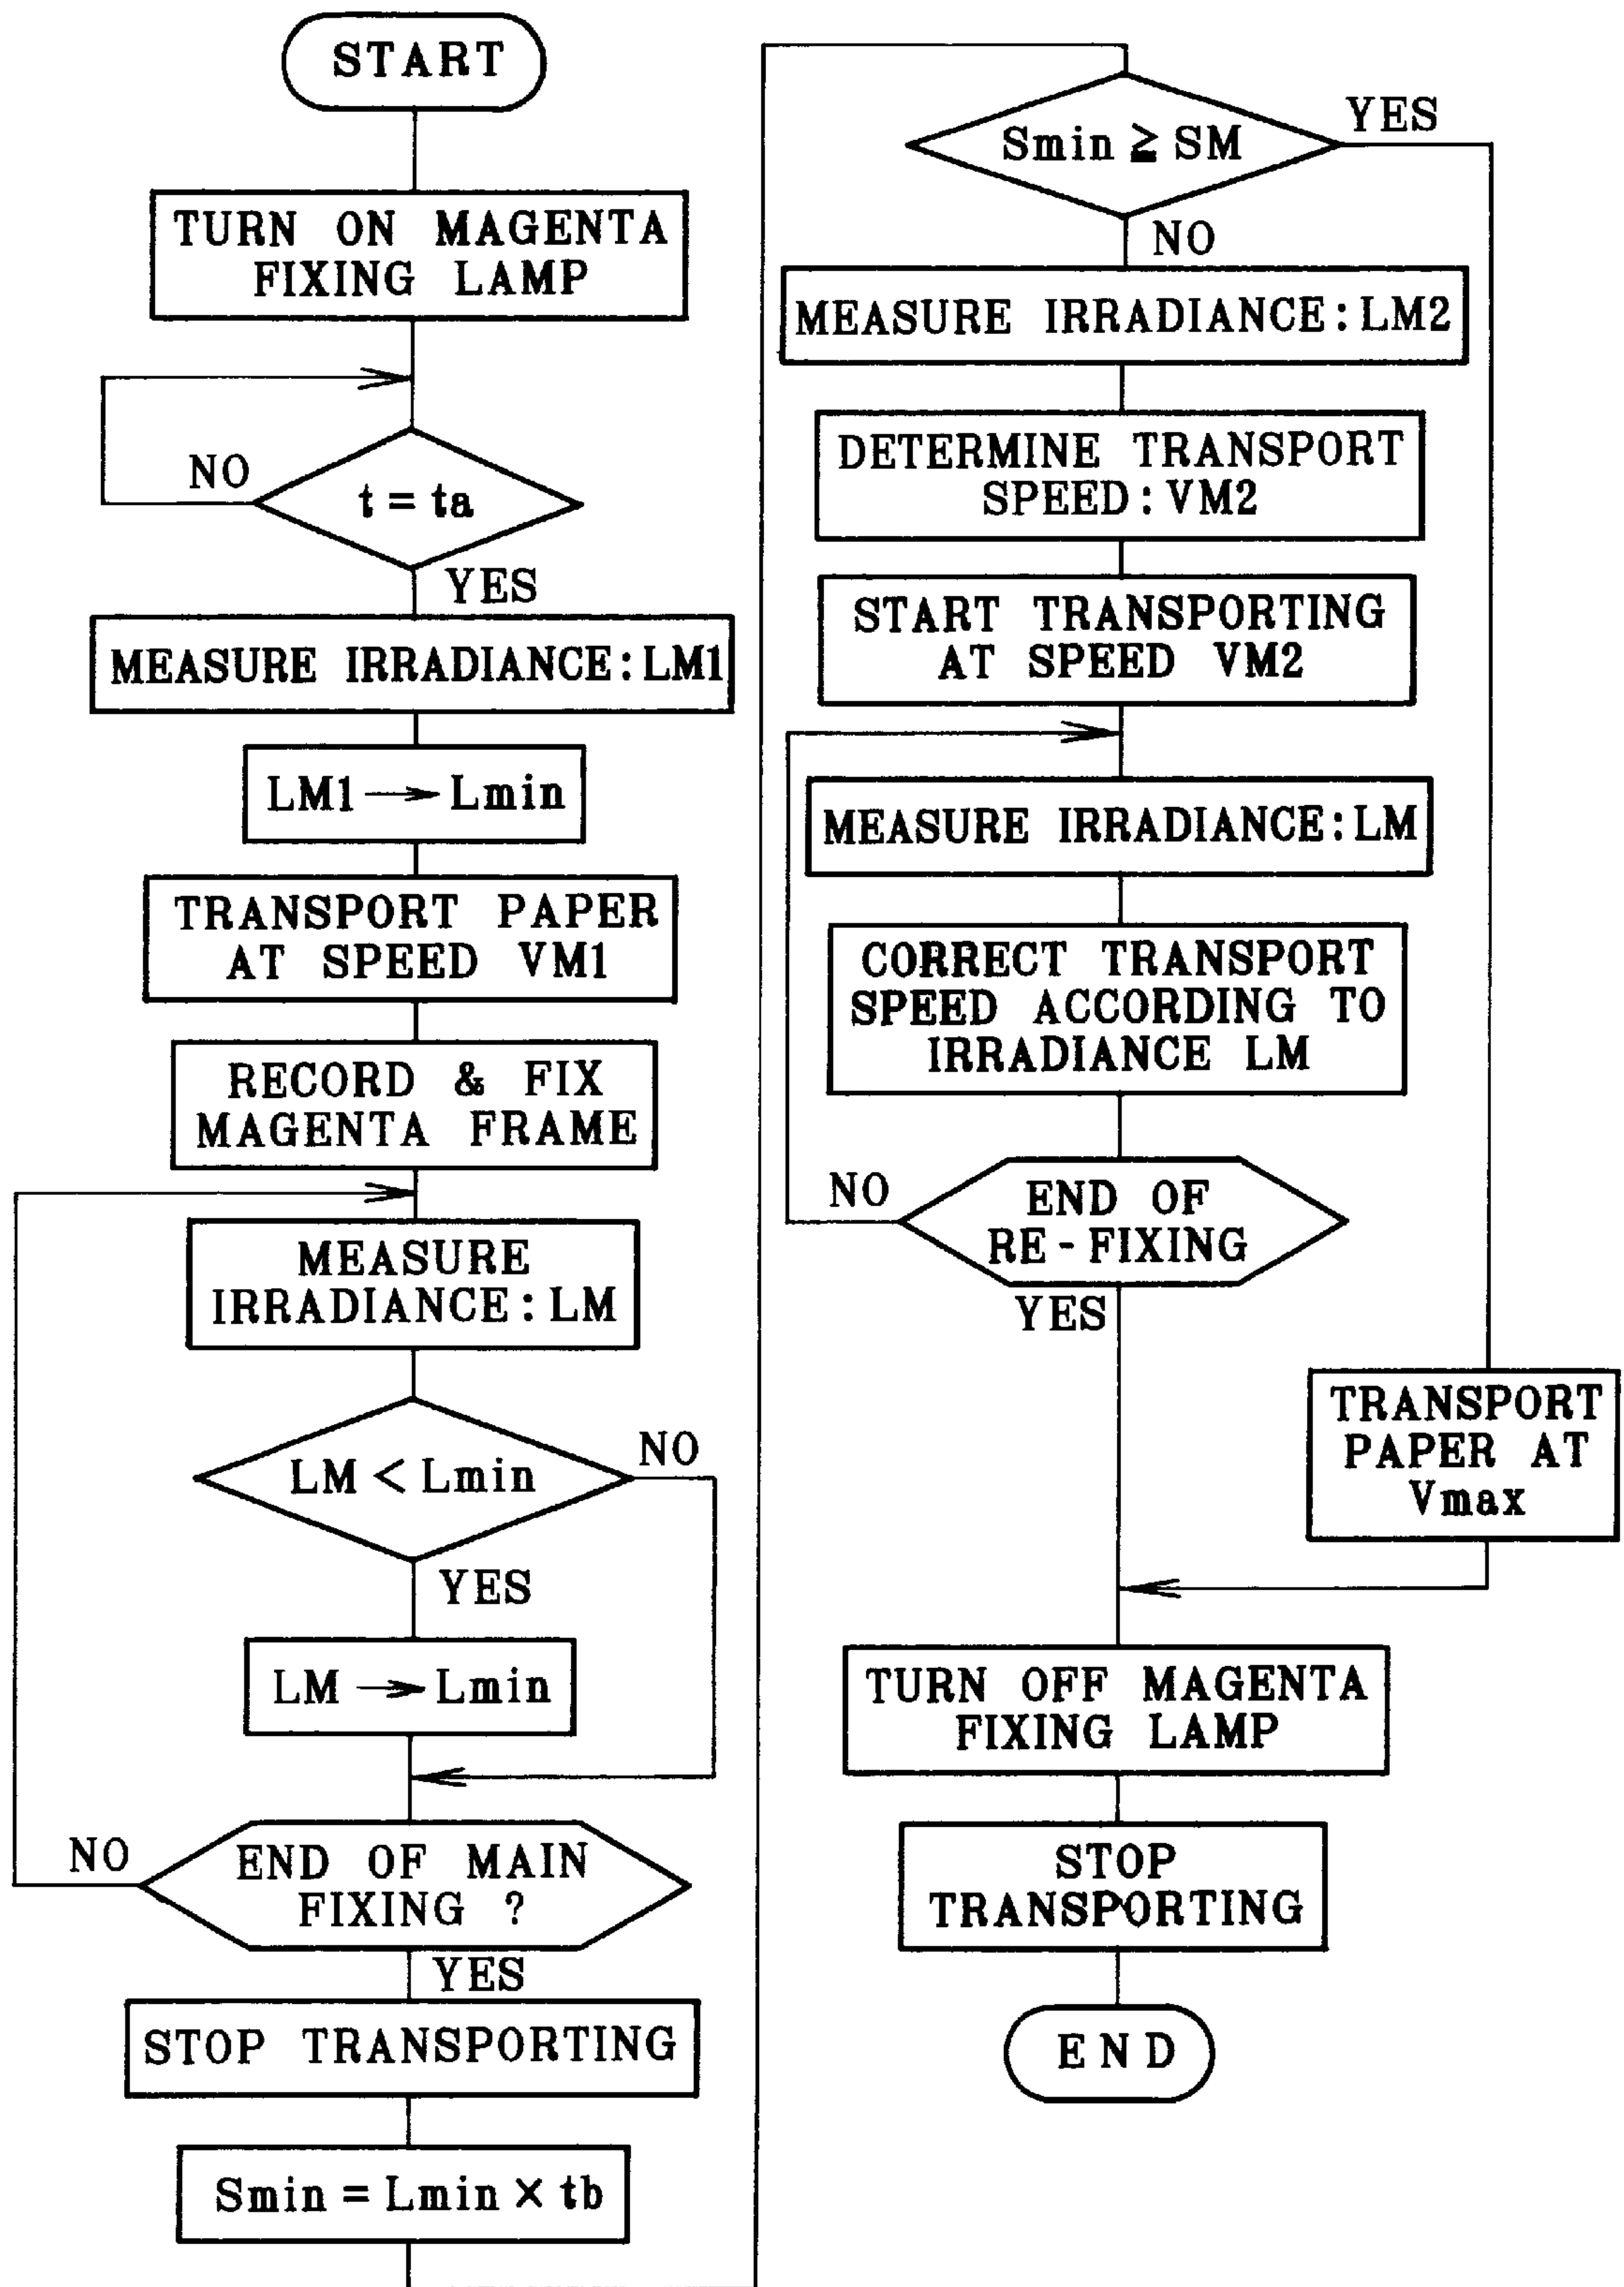 START
TURN ON MAGENTA
FIXING LAMP
NO
t = ta
YES
MEASURE IRRADIANCE:LM1
LM1 → Lmin
TRANSPORT PAPER
AT SPEED VM1
RECORD & FIX
MAGENTA FRAME
MEASURE
IRRADIANCE:LM
NO
LM < Lmin
YES
LM → Lmin
NO
END OF MAIN
FIXING ?
YES
STOP TRANSPORTING
Smin = Lmin × tb
YES
Smin ≧ SM
NO
MEASURE IRRADIANCE:LM2
DETERMINE TRANSPORT
SPEED:VM2
START TRANSPORTING
AT SPEED VM2
MEASURE IRRADIANCE:LM
CORRECT TRANSPORT
SPEED ACCORDING TO
IRRADIANCE LM
NO
END OF
RE-FIXING
YES
TRANSPORT
PAPER AT
Vmax
TURN OFF MAGENTA
FIXING LAMP
STOP
TRANSPORTING
END